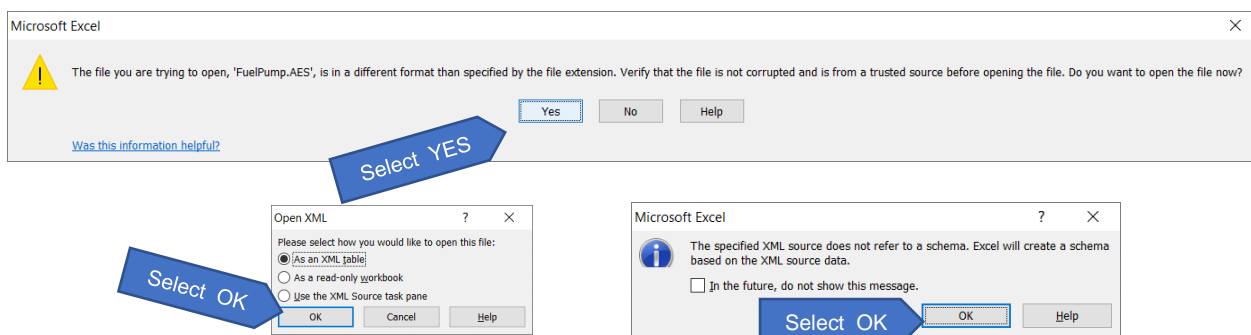 Microsoft Excel
The file you are trying to open, 'FuelPump.AES', is in a different format than specified by the file extension. Verify that the file is not corrupted and is from a trusted source before opening the file. Do you want to open the file now?
Yes No Help
Was this information helpful?
Select YES
Open XML ?
Please select how you would like to open this file:
As an XML table
As a read-only workbook
Use the XML Source task pane
OK Cancel Help
Select OK
Microsoft Excel ?
The specified XML source does not refer to a schema. Excel will create a schema
based on the XML source data.
In the future, do not show this message.
OK Help
Select OK